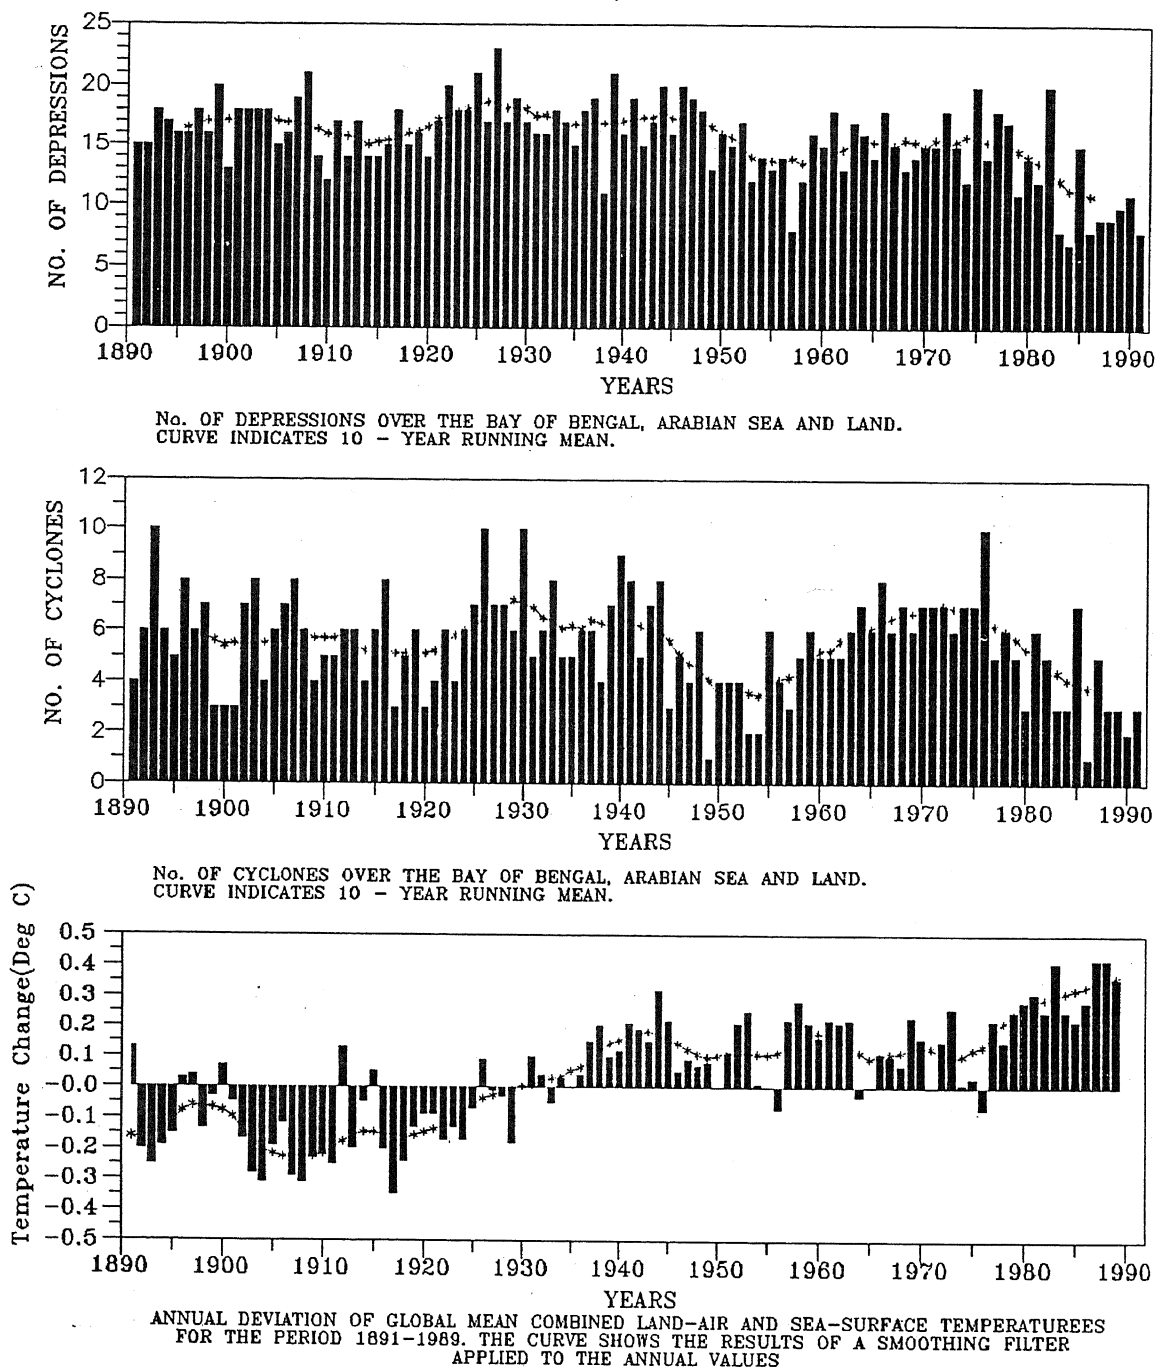 25
20
15
10
5
0
NO. OF DEPRESSIONS
1890 1900 1910 1920 1930 1940 1950 1960 1970 1980 1990
YEARS
No. OF DEPRESSIONS OVER THE BAY OF BENGAL, ARABIAN SEA AND LAND.
CURVE INDICATES 10 - YEAR RUNNING MEAN.
12
10
8
6
4
2
0
NO. OF CYCLONES
1890 1900 1910 1920 1930 1940 1950 1960 1970 1980 1990
YEARS
No. OF CYCLONES OVER THE BAY OF BENGAL, ARABIAN SEA AND LAND.
CURVE INDICATES 10 - YEAR RUNNING MEAN.
0.5
0.4
0.3
0.2
0.1
-0.0
-0.1
-0.2
-0.3
-0.4
-0.5
Temperature Change(Deg C)
1890 1900 1910 1920 1930 1940 1950 1960 1970 1980 1990
YEARS
ANNUAL DEVIATION OF GLOBAL MEAN COMBINED LAND-AIR AND SEA-SURFACE TEMPERATUREES
FOR THE PERIOD 1891-1989. THE CURVE SHOWS THE RESULTS OF A SMOOTHING FILTER
APPLIED TO THE ANNUAL VALUES